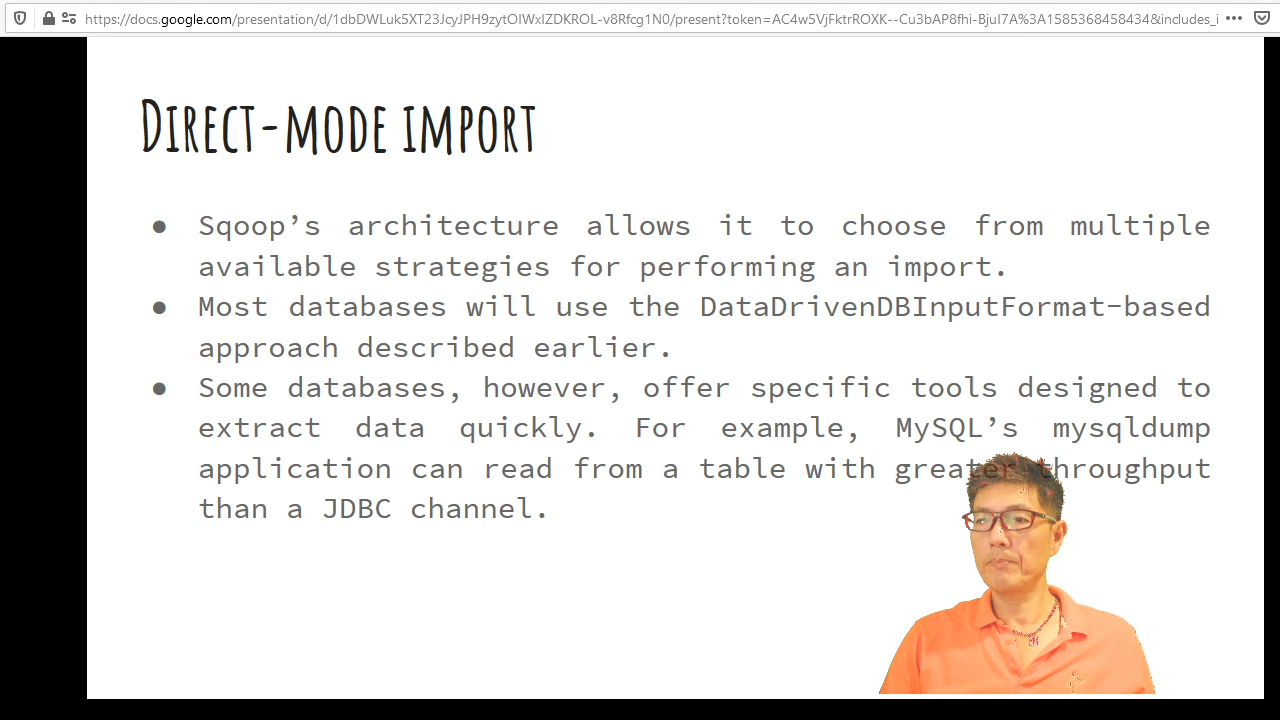 https://docs.google.com/presentation/d/1dbDWLuk5XT23JcyJPH9zytOIWxIZDKROL-v8Rfcg1N0/present?token=AC4w5VjFktrROXK--Cu3bAP8fhi-BjuI7A%3A1585368458434&includes_i
Direct-mode import
● Sqoop’s architecture allows it to choose from multiple
available strategies for performing an import.
● Most databases will use the DataDrivenDBInputFormat-based
approach described earlier.
● Some databases, however, offer specific tools designed to
extract data quickly. For example, MySQL’s mysqldump
application can read from a table with greater throughput
than a JDBC channel.